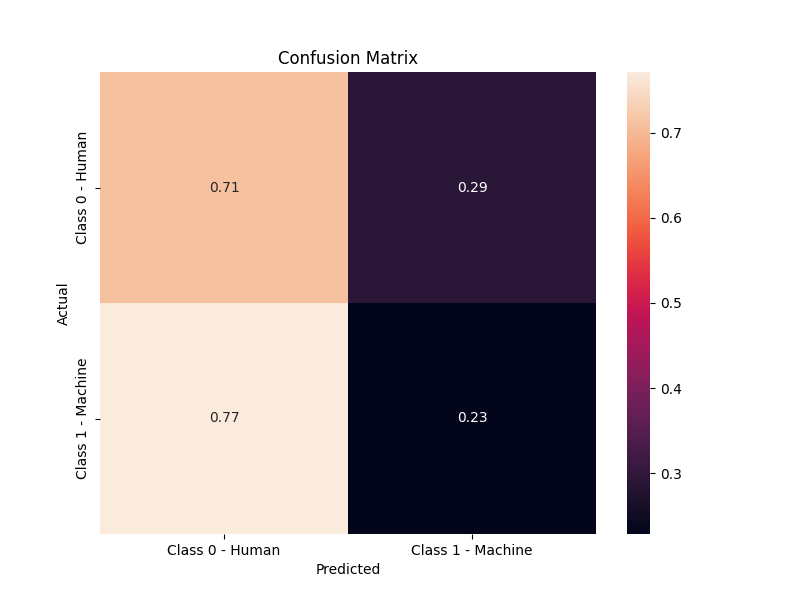 Confusion Matrix
Actual
Class 0 - Human
0.71
0.29
Class 1 - Machine
0.77
0.23
Class 0 - Human
Class 1 - Machine
Predicted
0.7
0.6
0.5
0.4
0.3